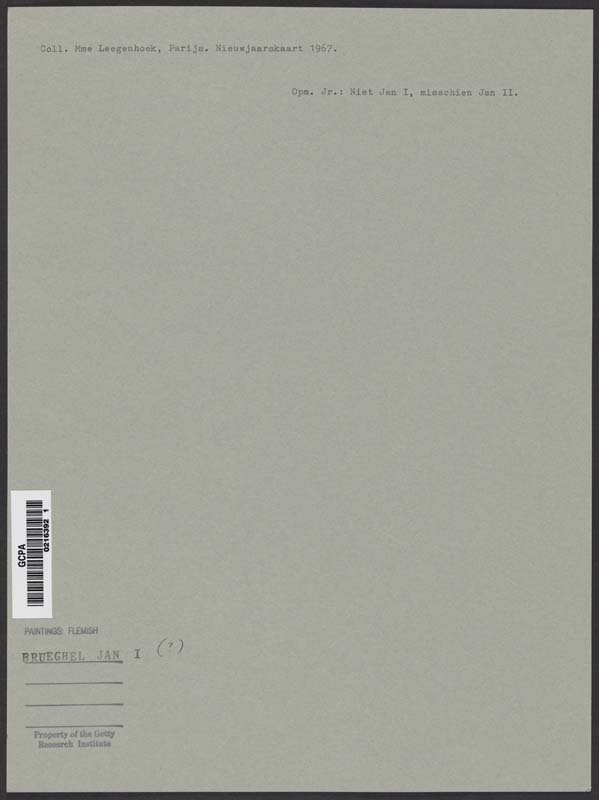 Coll. Mme Leegenhoek, Parijs. Nieuwjaarskaart 1967.
Opm. Jr.: Niet Jan I, misschien Jan II.
GCPA
0216392 1
PAINTINGS: FLEMISH
BRUEGHEL JAN I (?)
Property of the Getty
Research Institute